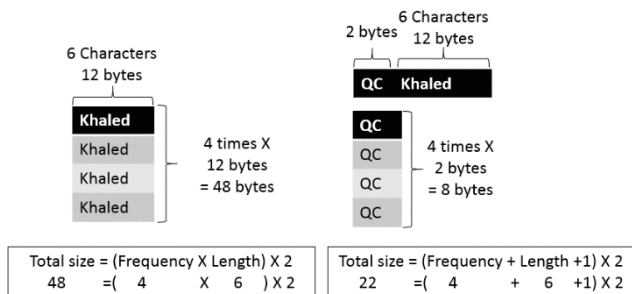 6 Characters
12 bytes
Khaled
Khaled
Khaled
Khaled
4 times X
12 bytes
= 48 bytes
Total size = (Frequency X Length) X 2
48 =( 4 X 6 ) X 2
6 Characters
2 bytes 12 bytes
QC Khaled
QC
QC
QC
QC
4 times X
2 bytes
= 8 bytes
Total size = (Frequency + Length +1) X 2
22 =( 4 + 6 +1) X 2